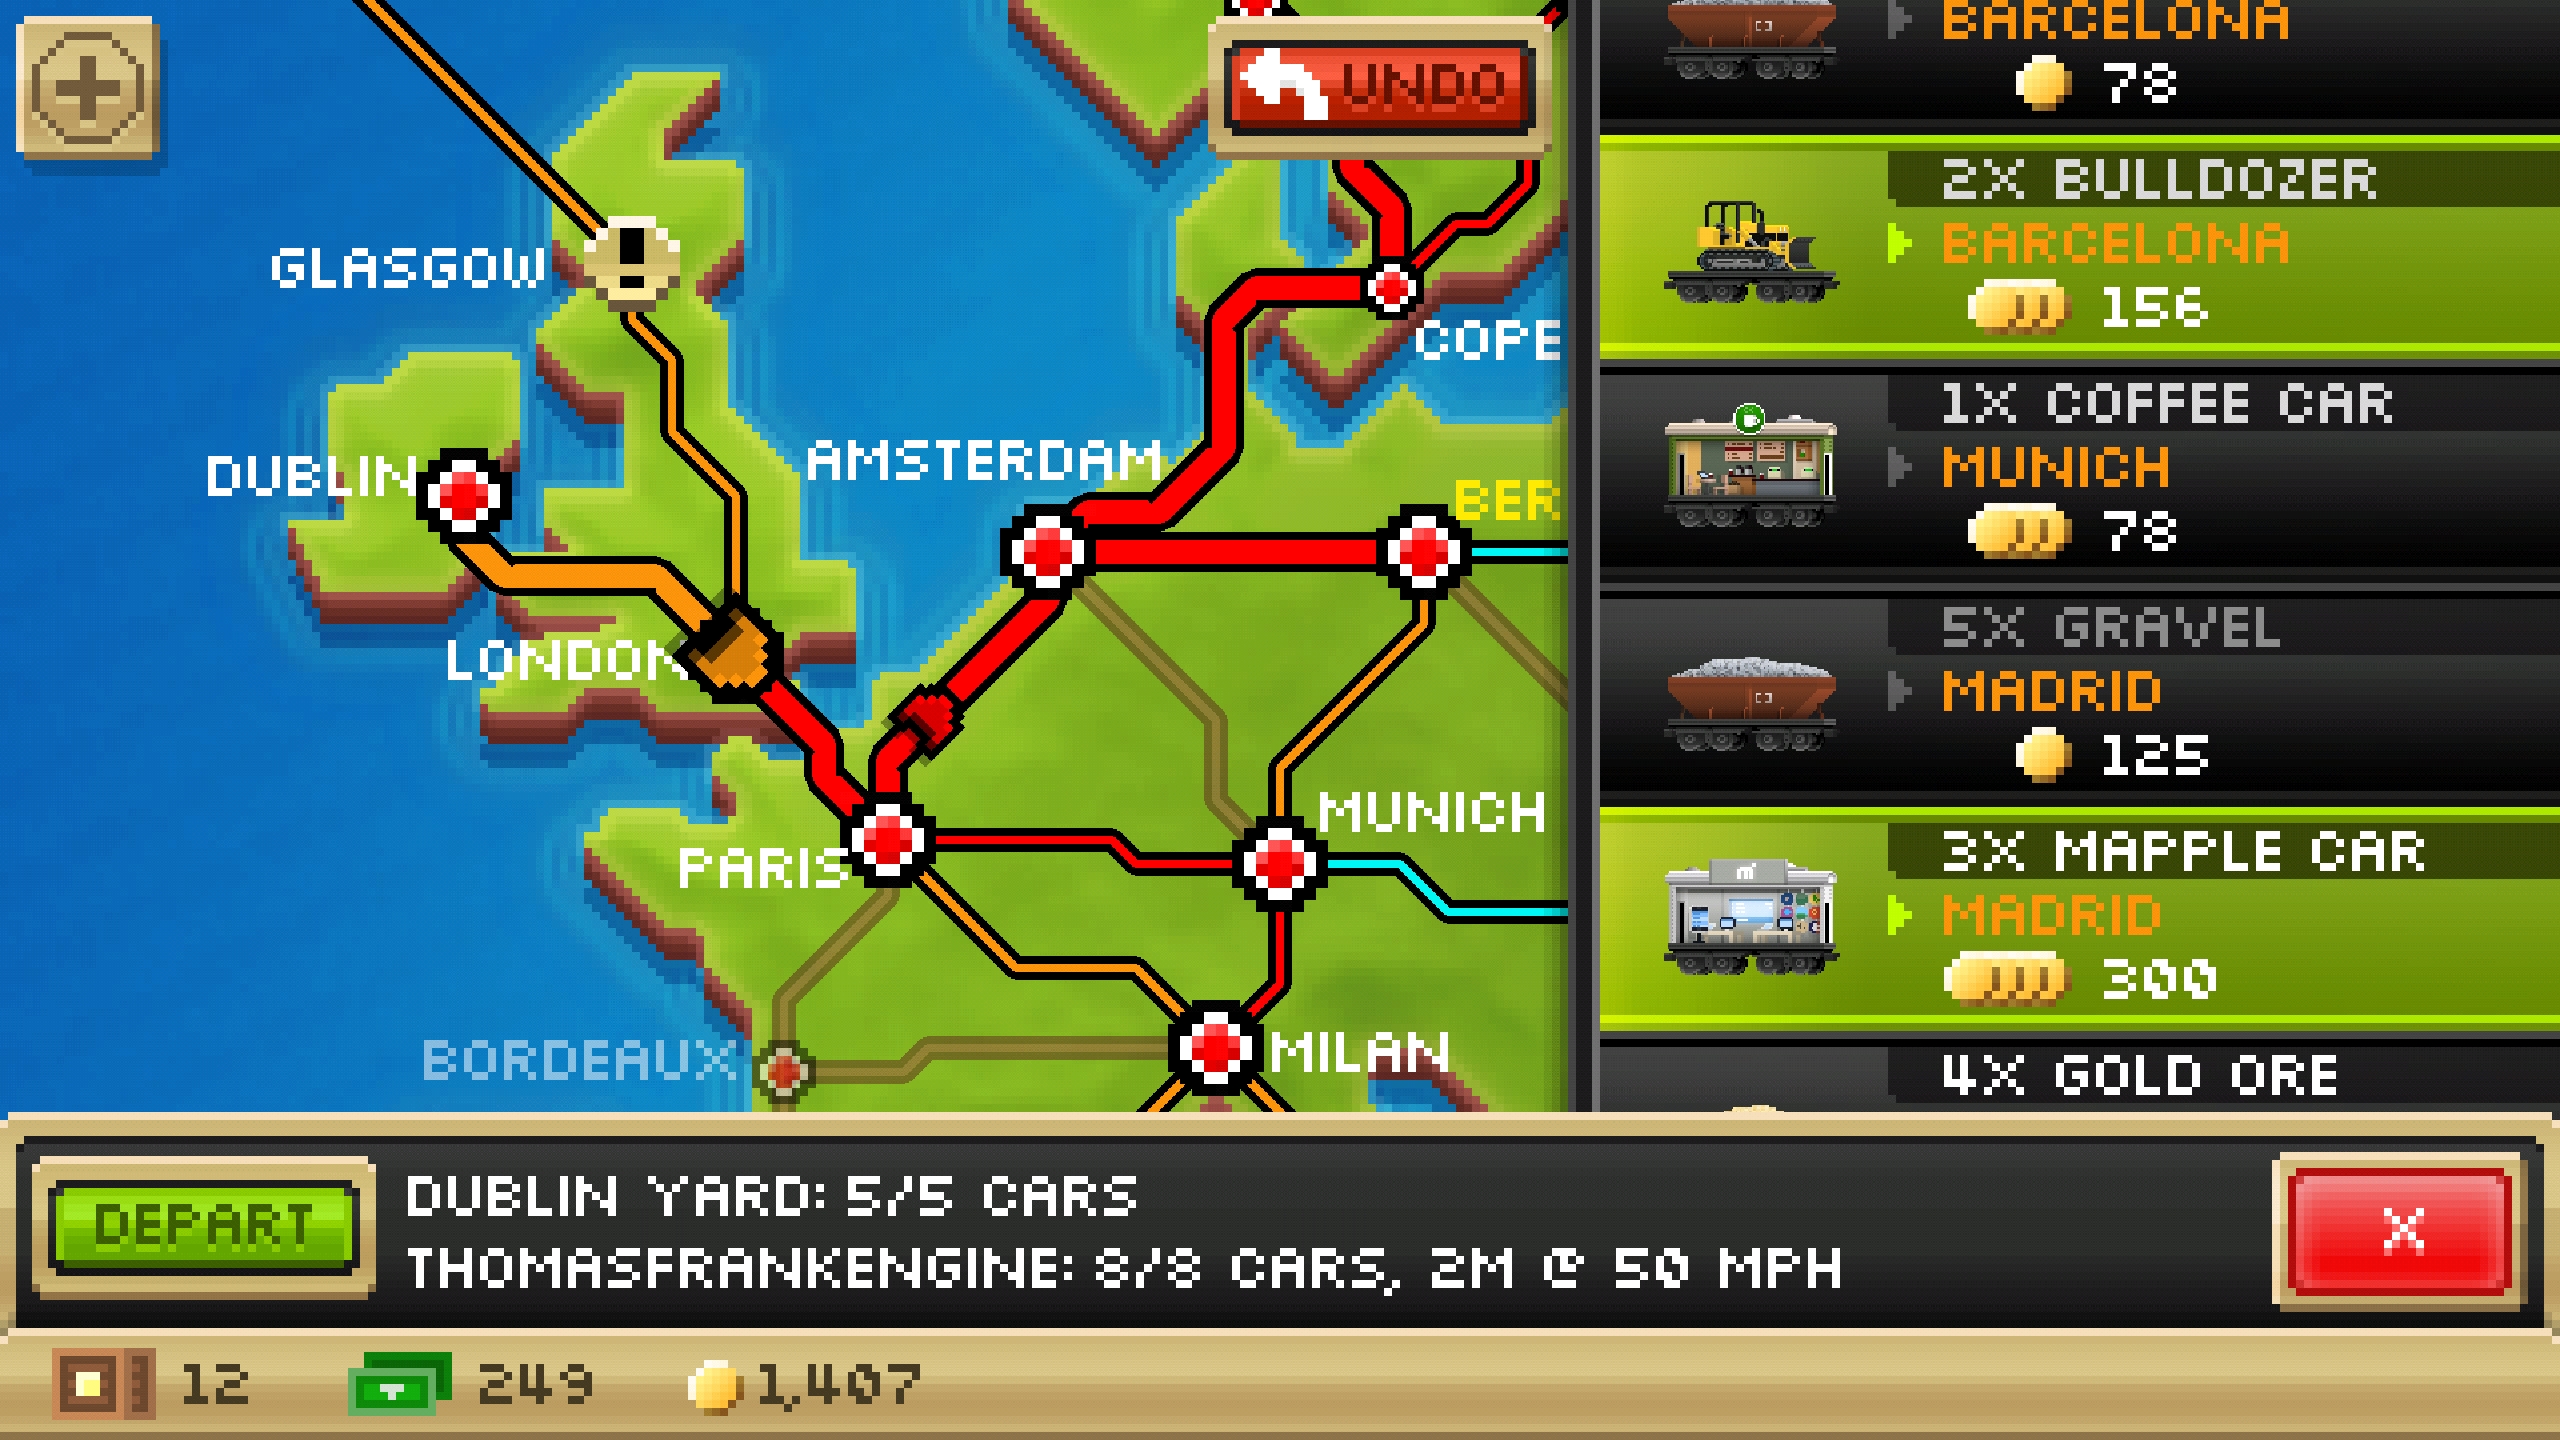 UNDO
GLASGOW
COPE
DUBLIN
AMSTERDAM
BER
LONDON
MUNICH
PARIS
BORDEAUX
MILAN
BARCELONA
78
2X BULLDOZER
BARCELONA
156
1X COFFEE CAR
MUNICH
78
5X GRAVEL
MADRID
125
3X MAPPLE CAR
MADRID
300
4X GOLD ORE
DEPART
DUBLIN YARD: 5/5 CARS
THOMASFRANKENGINE: 8/8 CARS, 2M @ 50 MPH
X
12
249
1,407